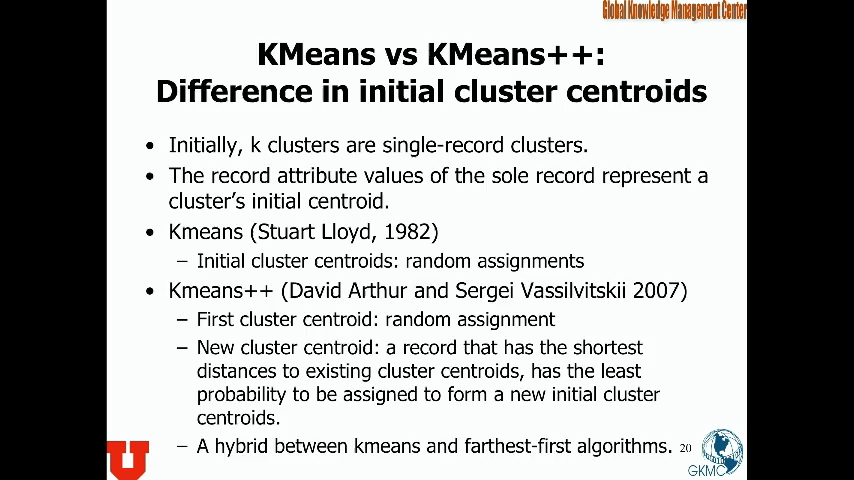 Global Knowledge Management Center
KMeans vs KMeans++:
Difference in initial cluster centroids
• Initially, k clusters are single-record clusters.
• The record attribute values of the sole record represent a
cluster's initial centroid.
• Kmeans (Stuart Lloyd, 1982)
– Initial cluster centroids: random assignments
• Kmeans++ (David Arthur and Sergei Vassilvitskii 2007)
– First cluster centroid: random assignment
– New cluster centroid: a record that has the shortest
distances to existing cluster centroids, has the least
probability to be assigned to form a new initial cluster
centroids.
– A hybrid between kmeans and farthest-first algorithms.
20
U
GKMC